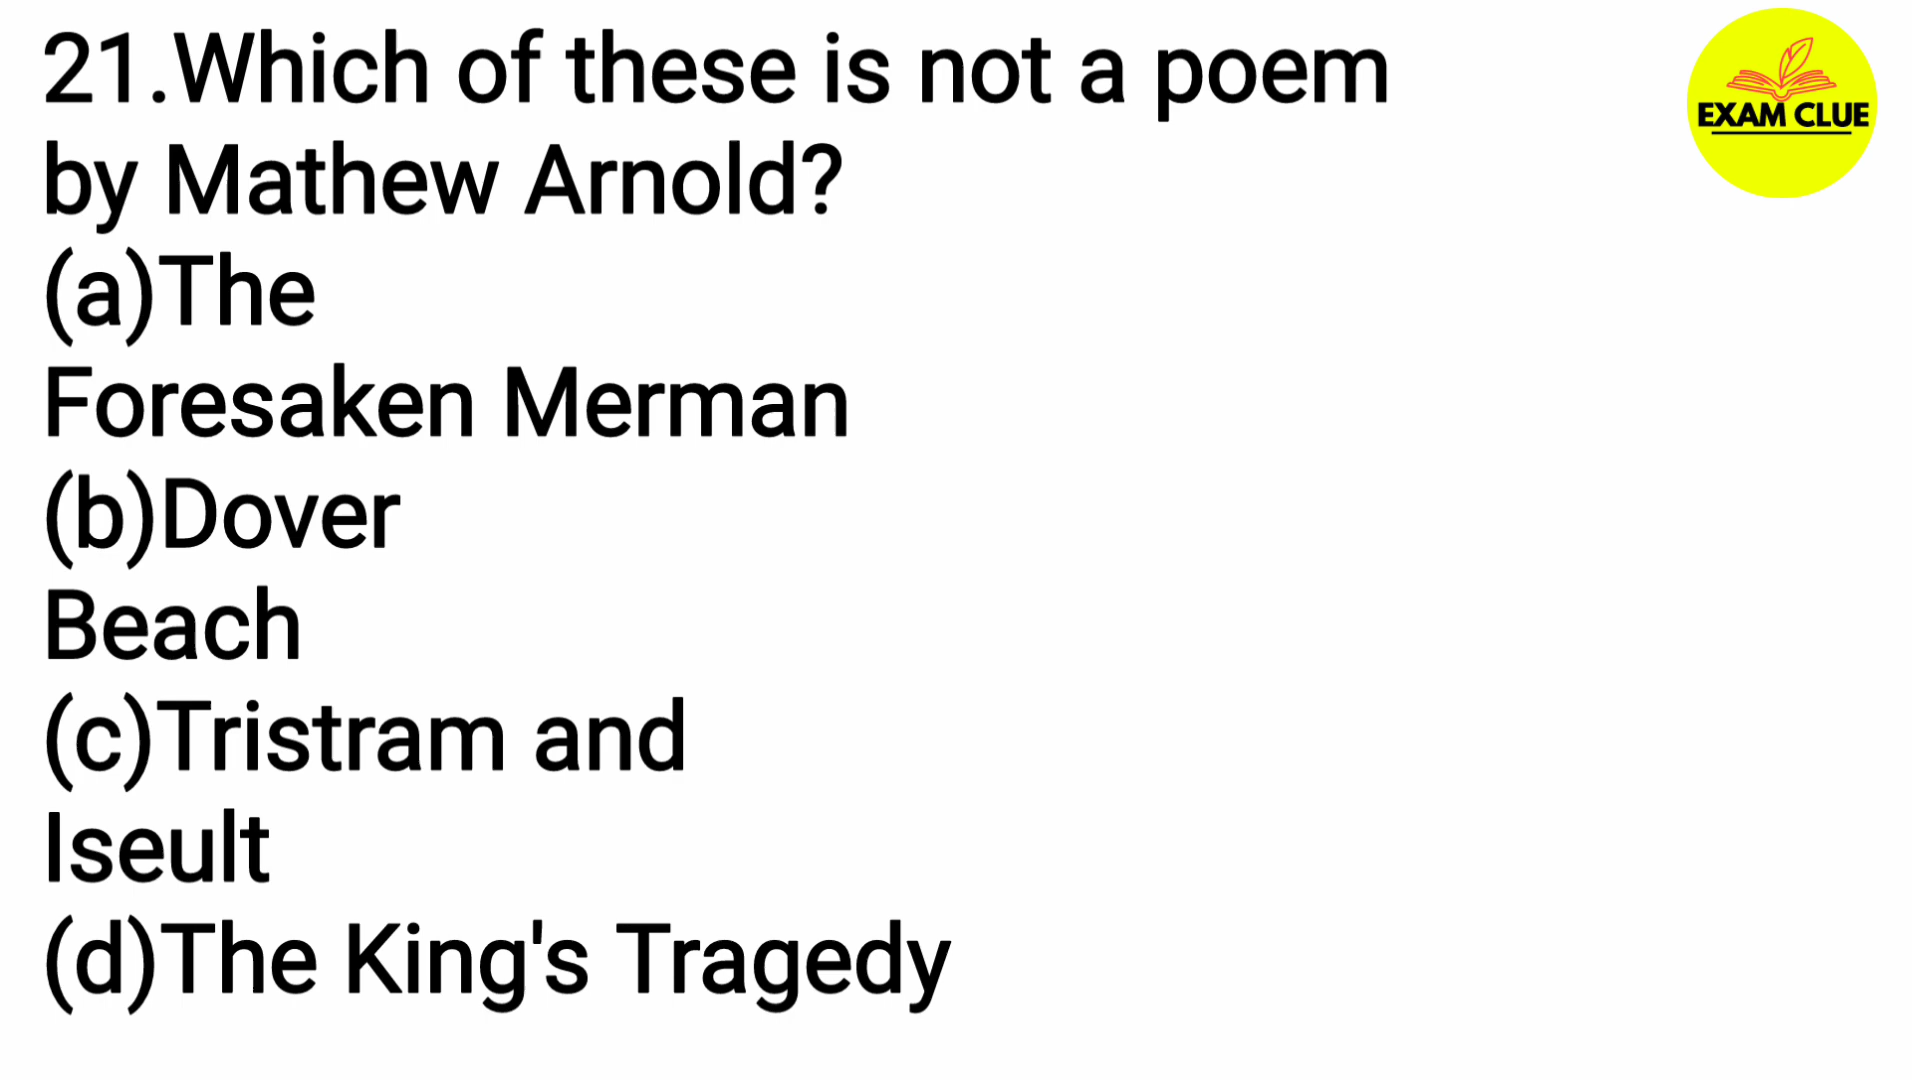 21.Which of these is not a poem
by Mathew Arnold?
(a)The
Foresaken Merman
(b)Dover
Beach
(c)Tristram and
Iseult
(d)The King's Tragedy
EXAM CLUE